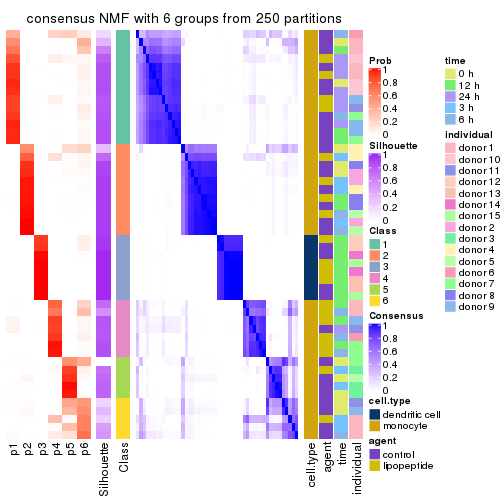 consensus NMF with 6 groups from 250 partitions
p1
p2
p3
p4
p5
p6
Silhouette
Class
cell.type
agent
time
individual
Prob
1
0.8
0.6
0.4
0.2
0
Silhouette
1
0.8
0.6
0.4
0.2
0
Class
1
2
3
4
5
6
Consensus
1
0.8
0.6
0.4
0.2
0
cell.type
dendritic cell
monocyte
agent
control
lipopeptide
time
0 h
12 h
24 h
3 h
6 h
individual
donor 1
donor 10
donor 11
donor 12
donor 13
donor 14
donor 15
donor 2
donor 3
donor 4
donor 5
donor 6
donor 7
donor 8
donor 9